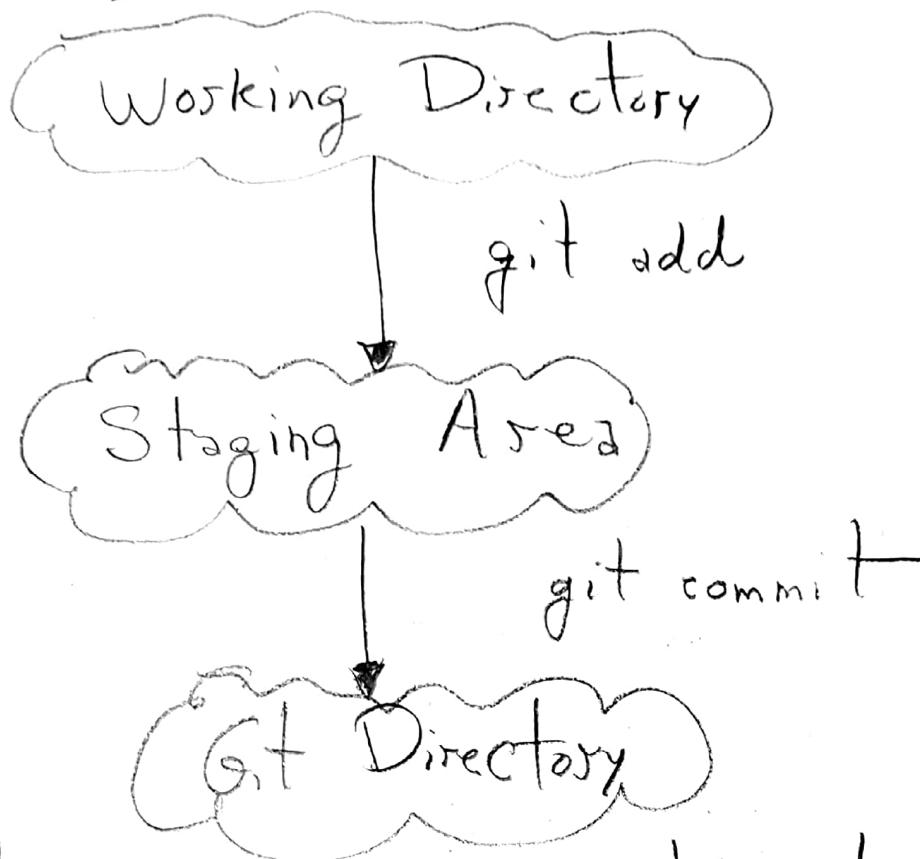 Working Directory
git add
Staging Area
git commit
Git Directory